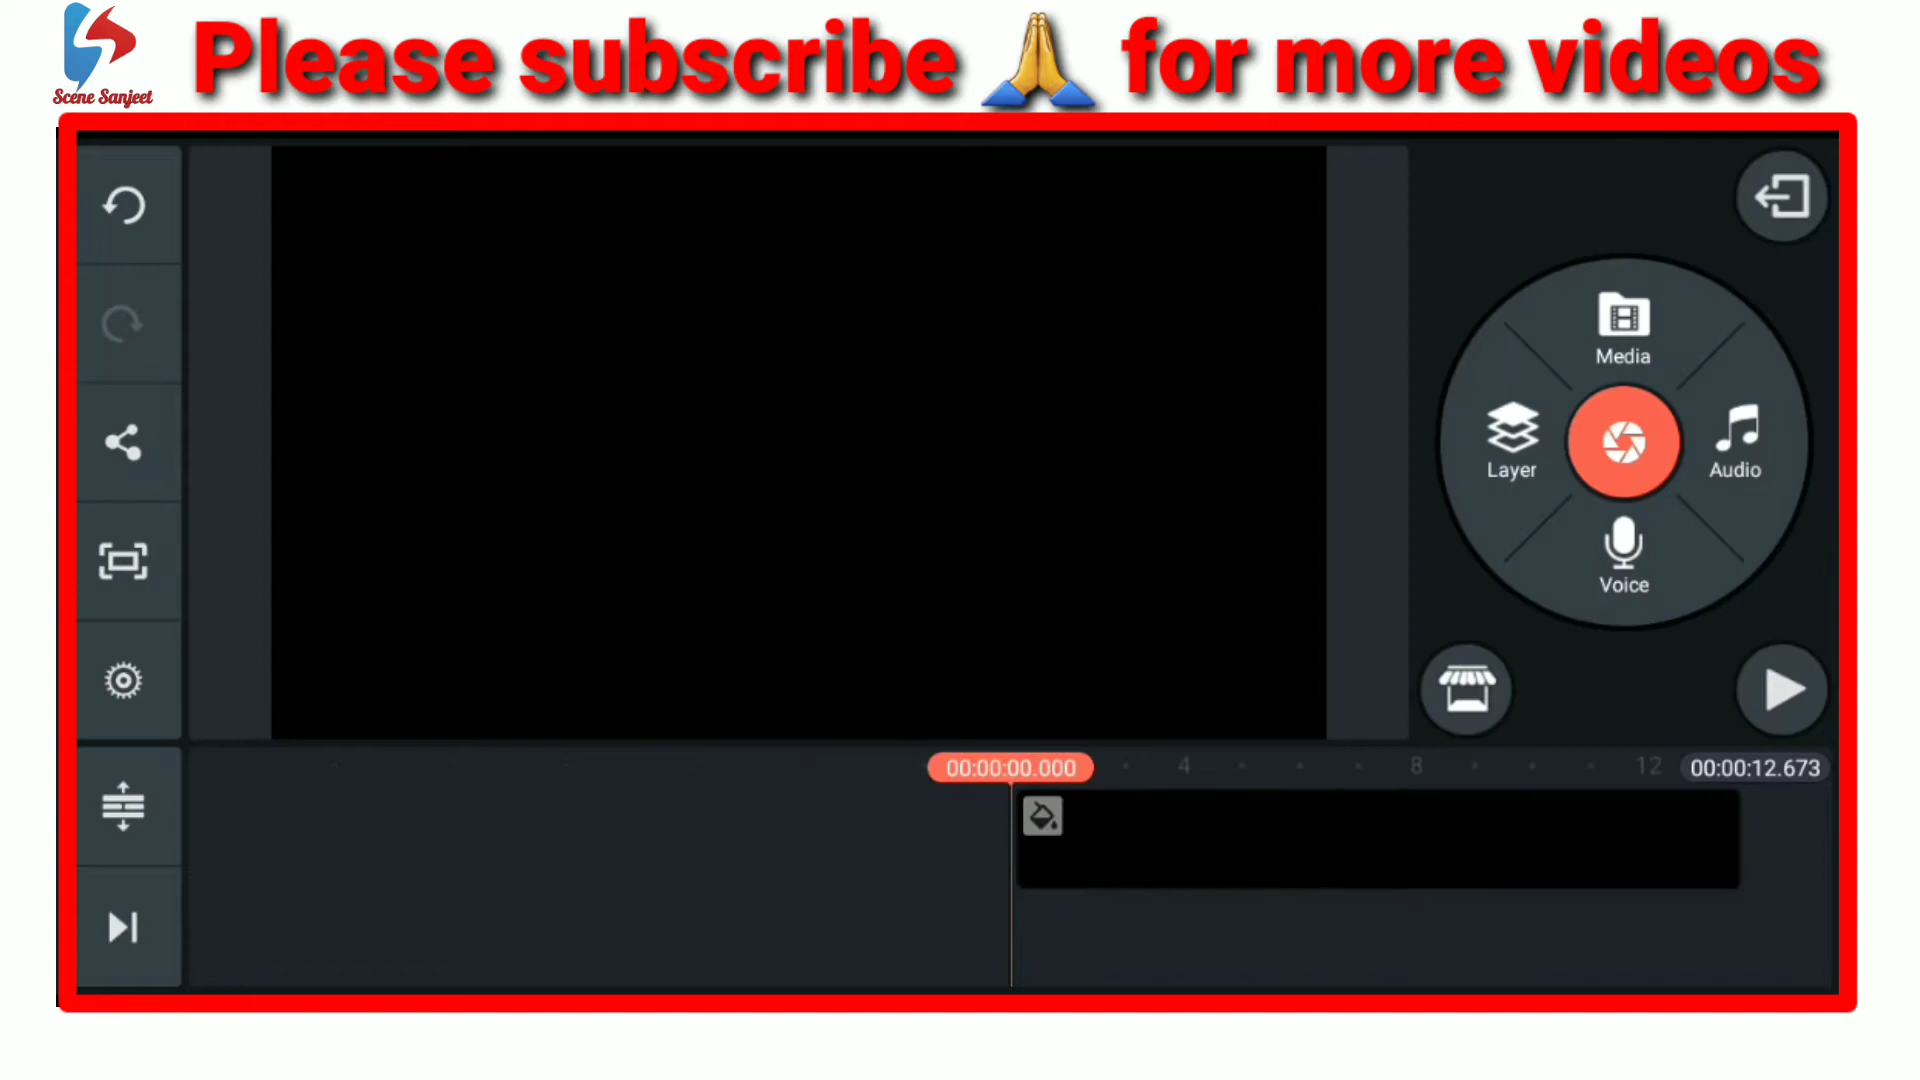 Scene Sanjeet
Please subscribe 🙏 for more videos
Media
Layer
Audio
Voice
00:00:00.000
4
8
12
00:00:12.673